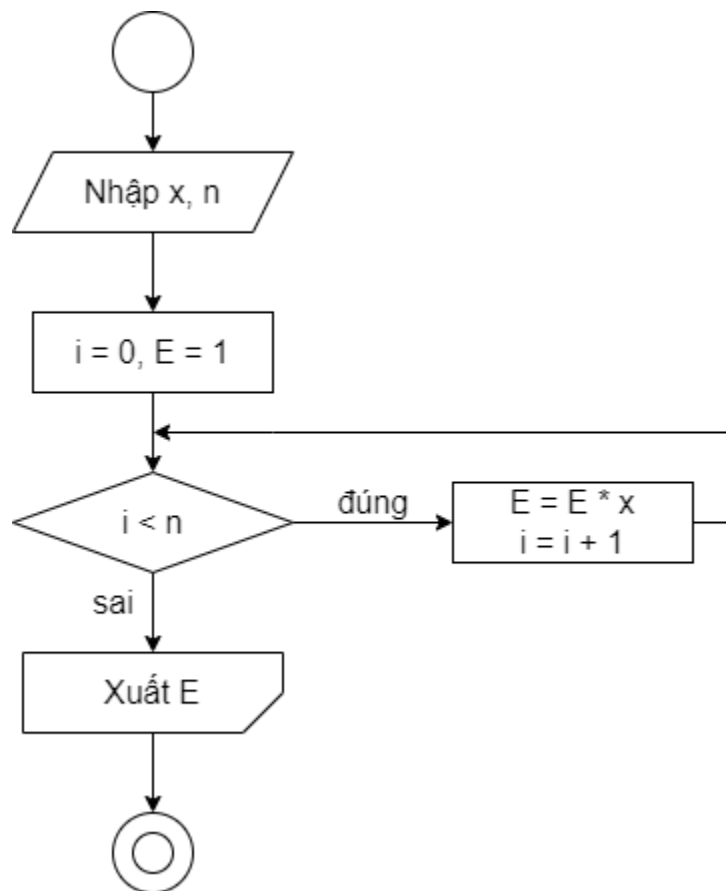 Nhập x, n
i = 0, E = 1
i < n
đúng
E = E * x
i = i + 1
sai
Xuất E